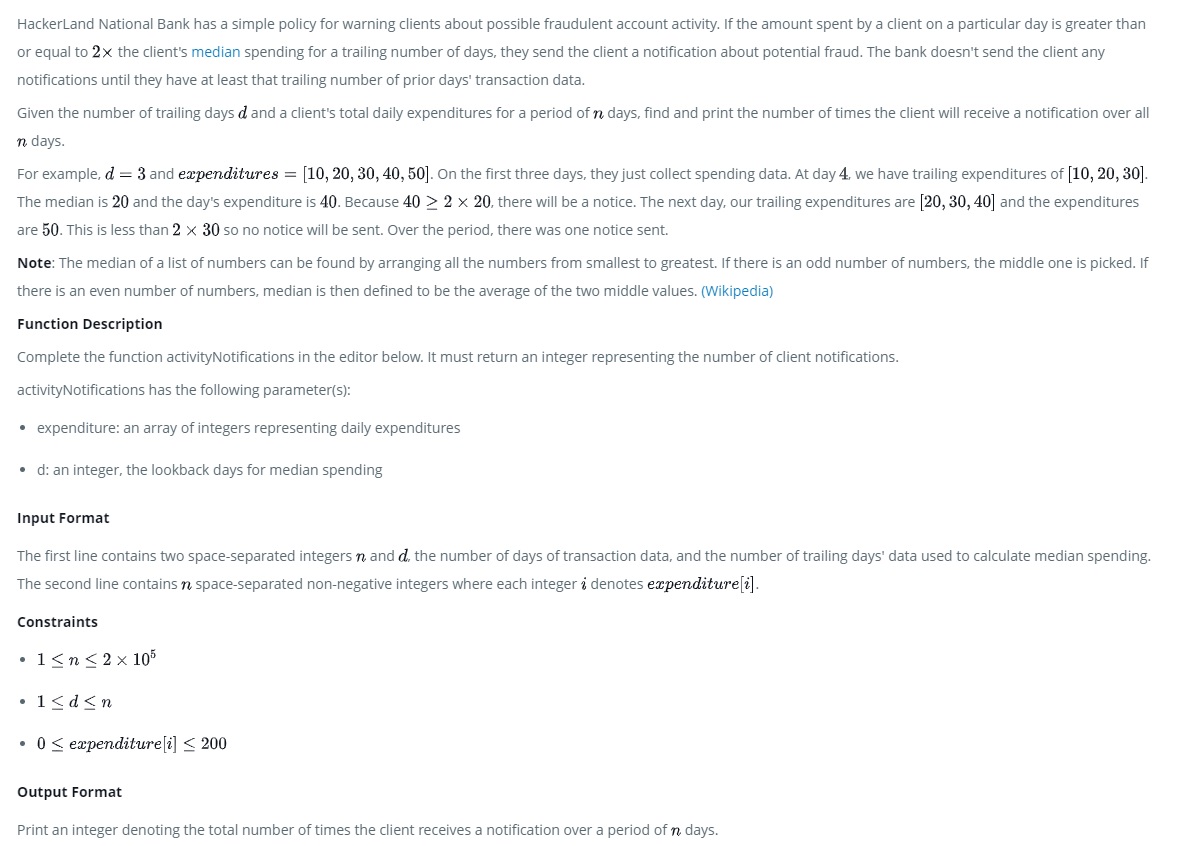 HackerLand National Bank has a simple policy for warning clients about possible fraudulent account activity. If the amount spent by a client on a particular day is greater than
or equal to 2× the client's median spending for a trailing number of days, they send the client a notification about potential fraud. The bank doesn't send the client any
notifications until they have at least that trailing number of prior days' transaction data.
Given the number of trailing days d and a client's total daily expenditures for a period of n days, find and print the number of times the client will receive a notification over all
n days.
For example, d = 3 and expenditures = [10, 20, 30, 40, 50]. On the first three days, they just collect spending data. At day 4, we have trailing expenditures of [10, 20, 30].
The median is 20 and the day's expenditure is 40. Because 40 ≥ 2 × 20, there will be a notice. The next day, our trailing expenditures are [20, 30, 40] and the expenditures
are 50. This is less than 2 × 30 so no notice will be sent. Over the period, there was one notice sent.
Note: The median of a list of numbers can be found by arranging all the numbers from smallest to greatest. If there is an odd number of numbers, the middle one is picked. If
there is an even number of numbers, median is then defined to be the average of the two middle values. (Wikipedia)
Function Description
Complete the function activityNotifications in the editor below. It must return an integer representing the number of client notifications.
activityNotifications has the following parameter(s):
• expenditure: an array of integers representing daily expenditures
• d: an integer, the lookback days for median spending
Input Format
The first line contains two space-separated integers n and d, the number of days of transaction data, and the number of trailing days' data used to calculate median spending.
The second line contains n space-separated non-negative integers where each integer i denotes expenditure[i].
Constraints
• 1 ≤ n ≤ 2 × 10⁵
• 1 ≤ d ≤ n
• 0 ≤ expenditure[i] ≤ 200
Output Format
Print an integer denoting the total number of times the client receives a notification over a period of n days.